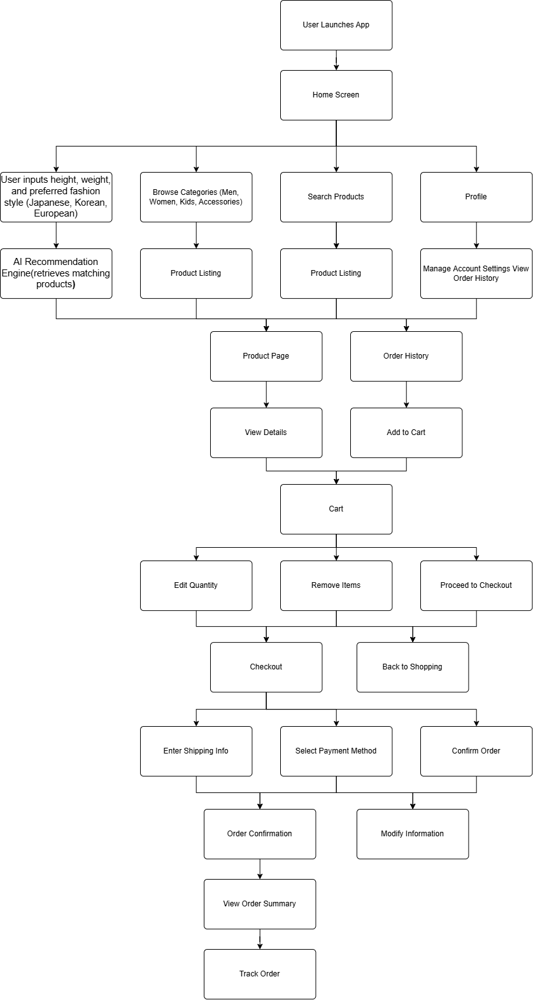 User Launches App
Home Screen
User inputs height, weight,
and preferred fashion
style (Japanese, Korean,
European)
Browse Categories (Men,
Women, Kids, Accessories)
Search Products
Profile
AI Recommendation
Engine(retrieves matching
products)
Product Listing
Product Listing
Manage Account Settings View
Order History
Product Page
Order History
View Details
Add to Cart
Cart
Edit Quantity
Remove Items
Proceed to Checkout
Checkout
Back to Shopping
Enter Shipping Info
Select Payment Method
Confirm Order
Order Confirmation
Modify Information
View Order Summary
Track Order